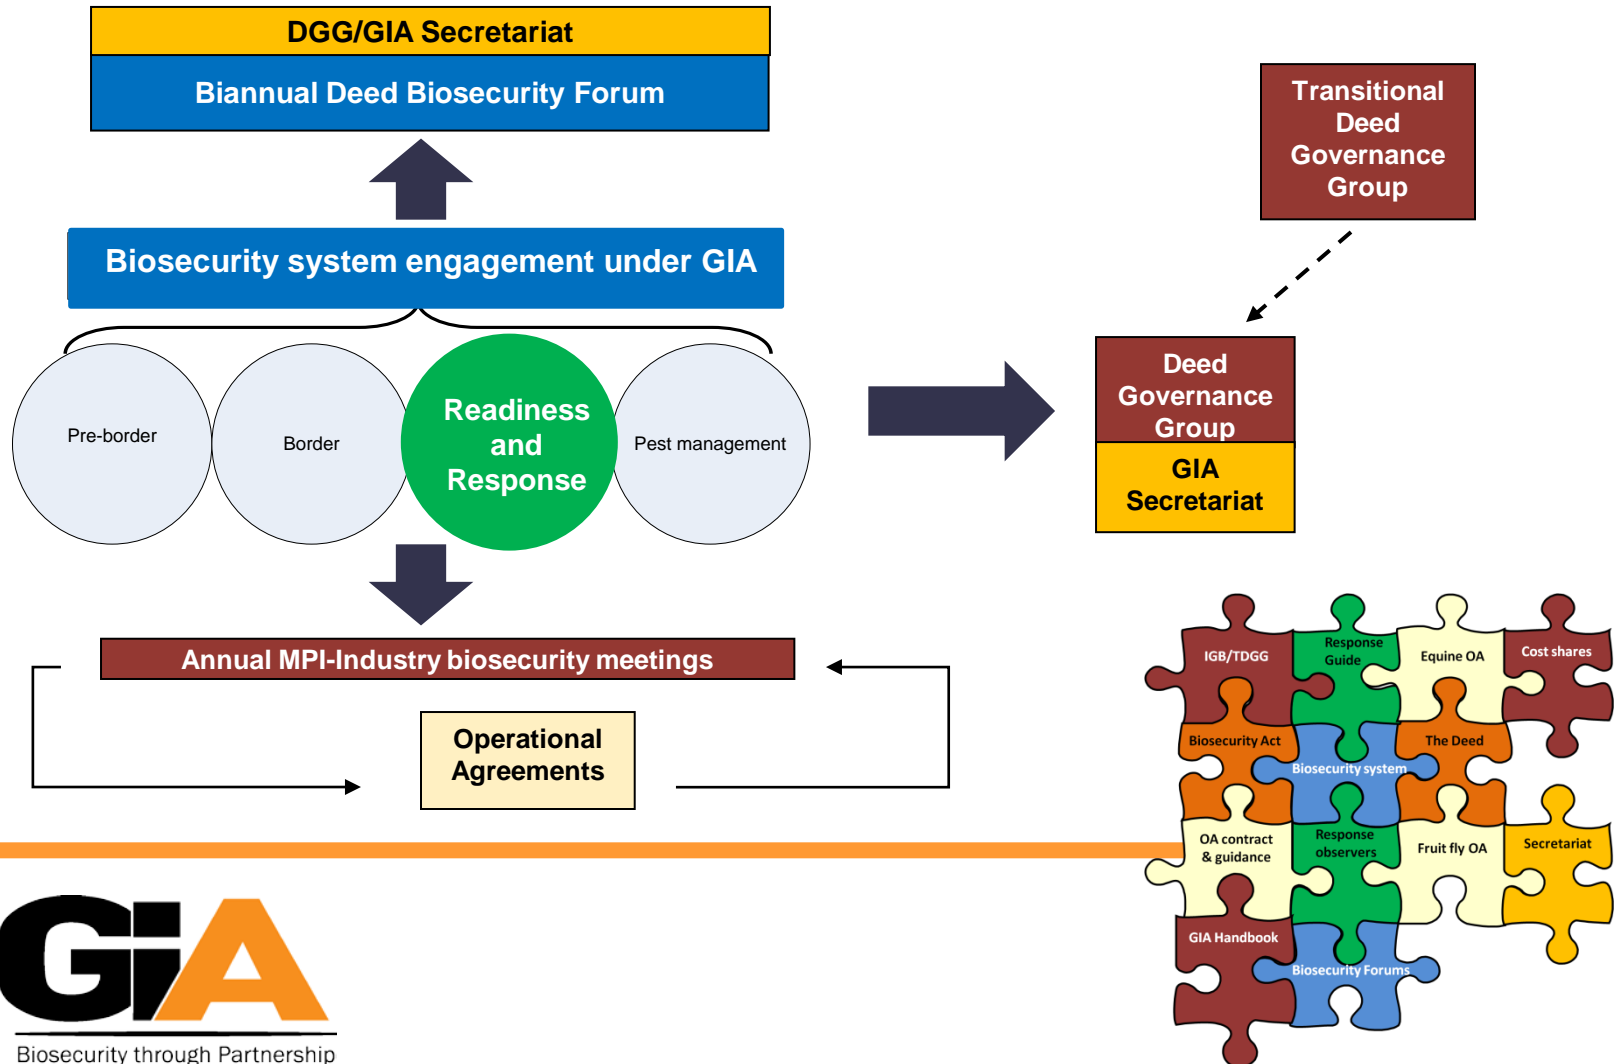 DGG/GIA Secretariat
Biannual Deed Biosecurity Forum
Transitional
Deed
Governance
Group
Biosecurity system engagement under GIA
Pre-border
Border
Readiness
and
Response
Pest management
Deed
Governance
Group
GIA
Secretariat
Annual MPI-Industry biosecurity meetings
Operational
Agreements
IGB/TDGG
Response
Guide
Equine OA
Cost shares
Biosecurity Act
Biosecurity system
The Deed
OA contract
& guidance
Response
observers
Fruit fly OA
Secretariat
GIA Handbook
Biosecurity Forums
GiA
Biosecurity through Partnership